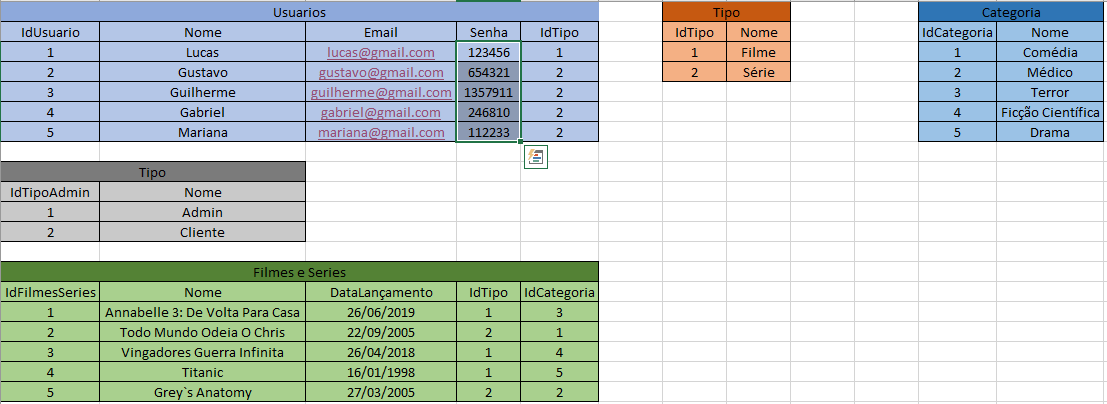 Usuarios Tipo Categoria
IdUsuario Nome Email Senha IdTipo IdTipo Nome IdCategoria Nome
1 Lucas lucas@gmail.com 123456 1 1 Filme 1 Comédia
2 Gustavo gustavo@gmail.com 654321 2 2 Série 2 Médico
3 Guilherme guilherme@gmail.com 1357911 2 3 Terror
4 Gabriel gabriel@gmail.com 246810 2 4 Ficção Científica
5 Mariana mariana@gmail.com 112233 2 5 Drama
Tipo
IdTipoAdmin Nome
1 Admin
2 Cliente
Filmes e Series
IdFilmesSeries Nome DataLançamento IdTipo IdCategoria
1 Annabelle 3: De Volta Para Casa 26/06/2019 1 3
2 Todo Mundo Odeia O Chris 22/09/2005 2 1
3 Vingadores Guerra Infinita 26/04/2018 1 4
4 Titanic 16/01/1998 1 5
5 Grey`s Anatomy 27/03/2005 2 2